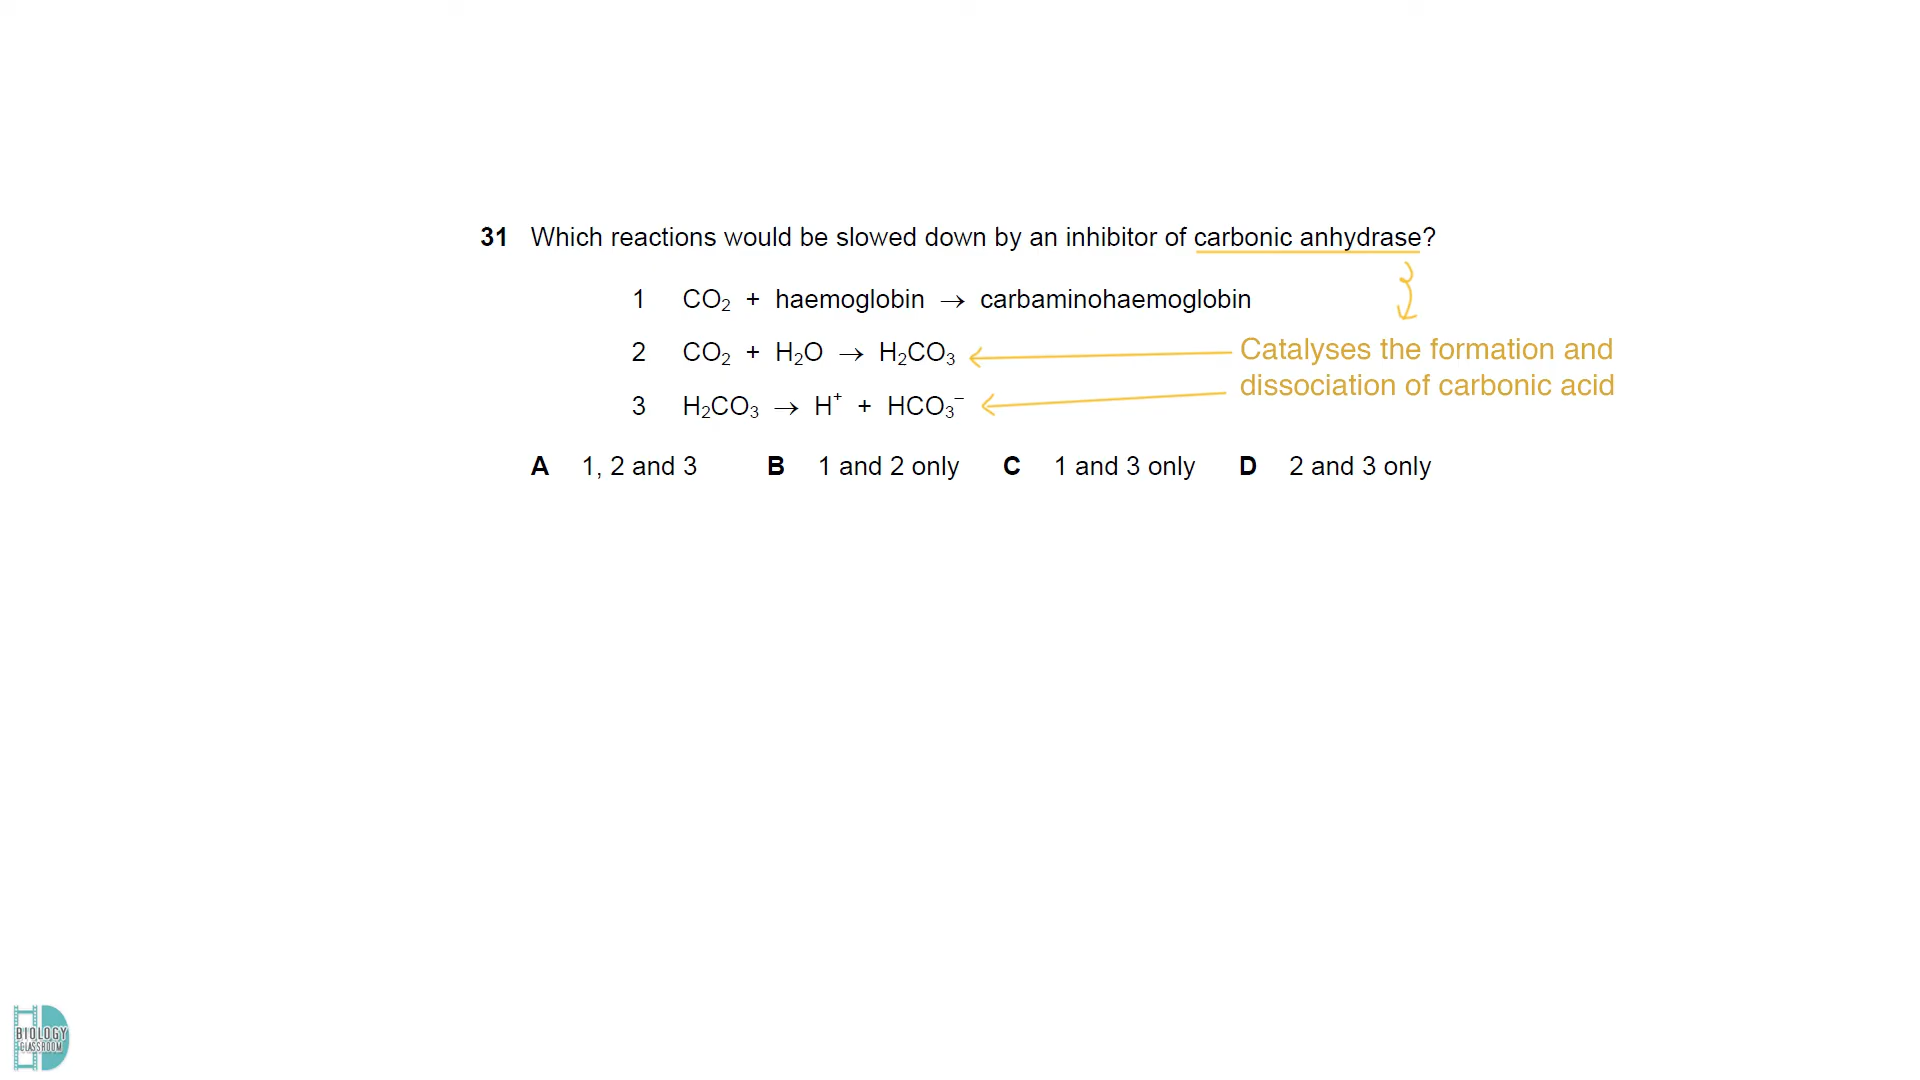 31 Which reactions would be slowed down by an inhibitor of carbonic anhydrase?
1 CO₂ + haemoglobin → carbaminohaemoglobin
2 CO₂ + H₂O → H₂CO₃
Catalyses the formation and
dissociation of carbonic acid
3 H₂CO₃ → H⁺ + HCO₃⁻
A 1, 2 and 3 B 1 and 2 only C 1 and 3 only D 2 and 3 only
BIOLOGY
CLASSROOM